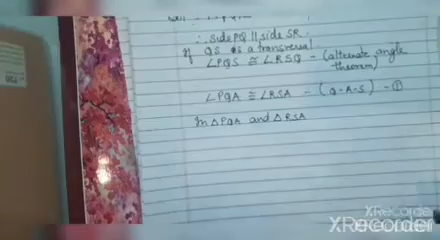 ∴ side PQ || side SR.
If QS is a transversal
∠PQS ≅ ∠RSQ - (alternate angle
theorem)
∠PQA ≅ ∠RSA - (Q-A-S) - ①
In △PQA and △RSA
XRecorder
XRecorder